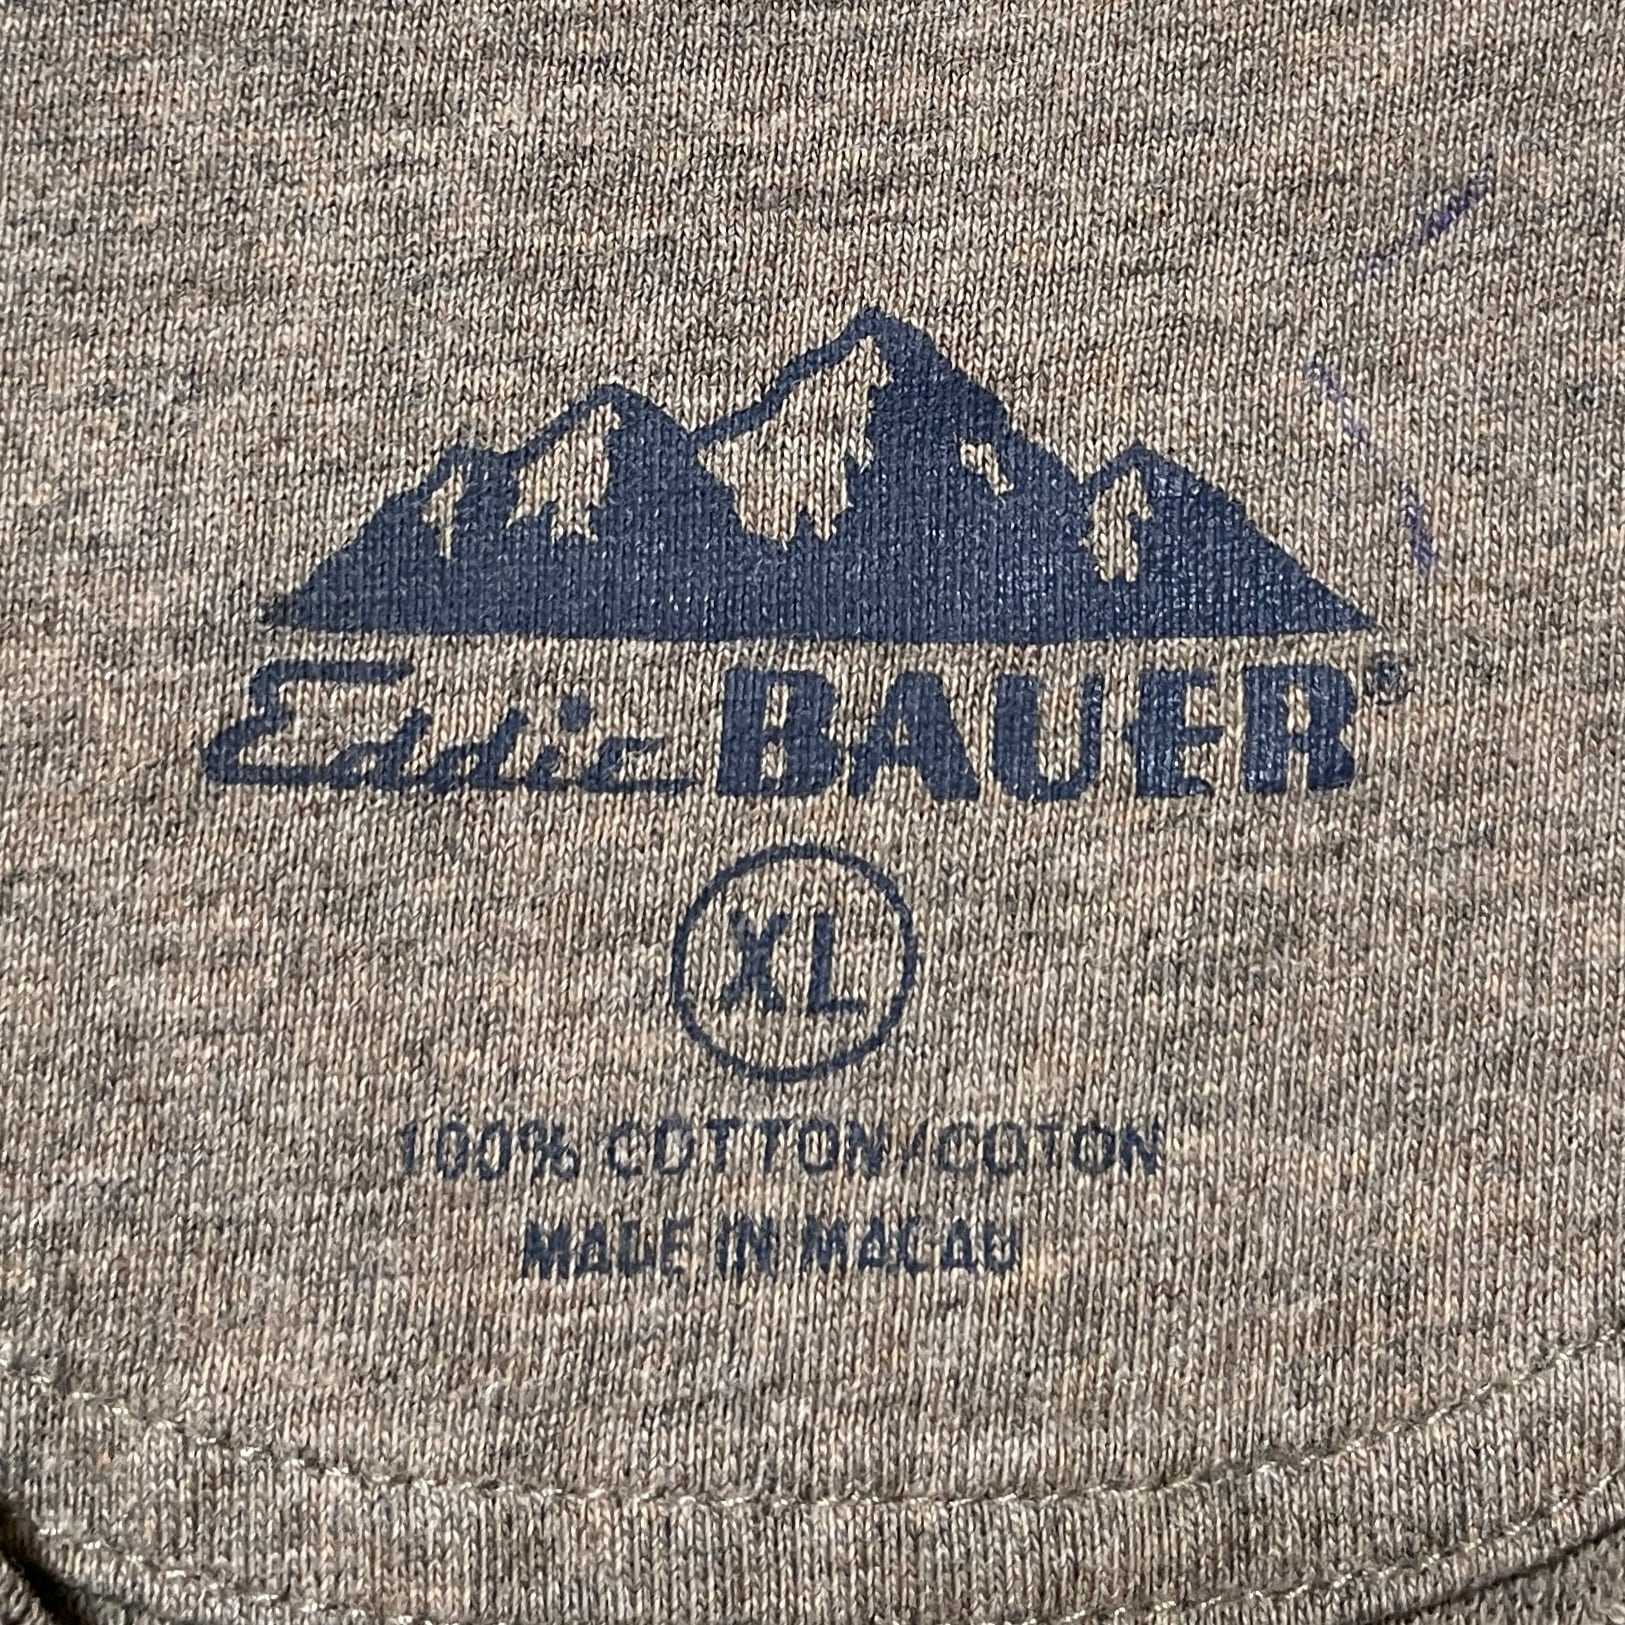 Eddie BAUER®
XL
100% COTTON/COTON
MADE IN MACAU